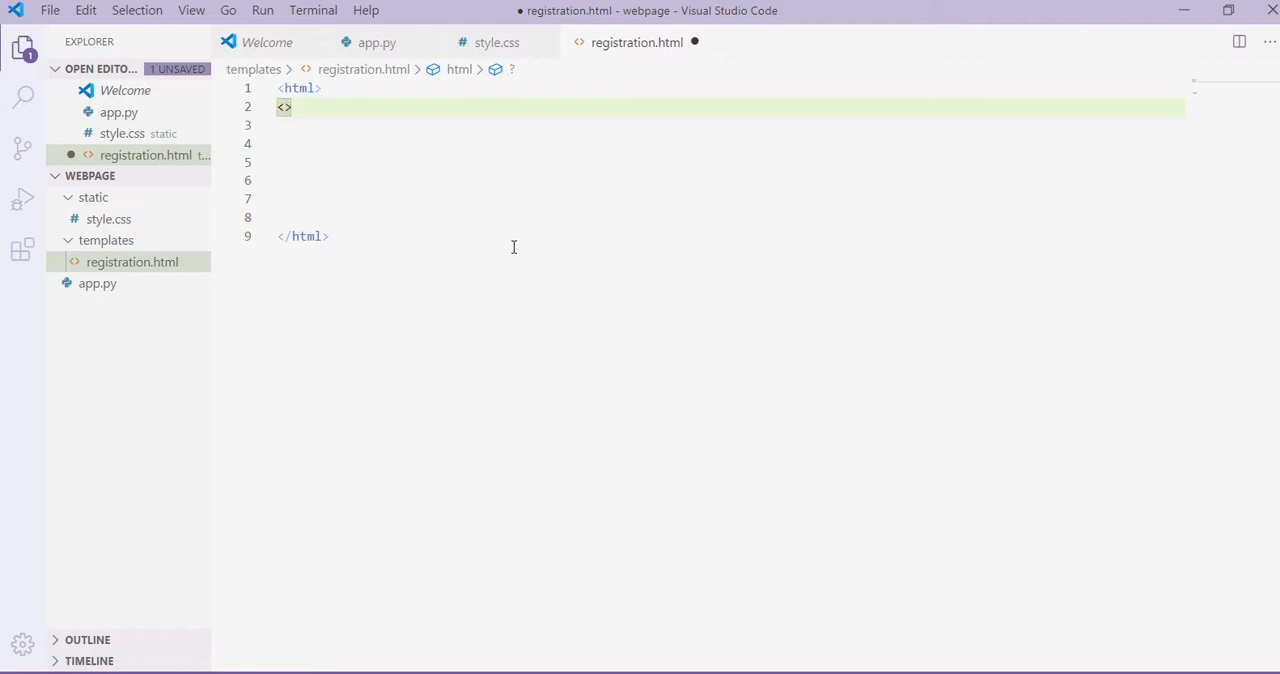 File Edit Selection View Go Run Terminal Help
● registration.html - webpage - Visual Studio Code
EXPLORER
1
OPEN EDITO... 1 UNSAVED
Welcome
app.py
style.css static
● <> registration.html t...
WEBPAGE
static
# style.css
templates
<> registration.html
app.py
OUTLINE
TIMELINE
Welcome app.py # style.css <> registration.html ●
templates > <> registration.html > html > ?
1 <html>
2 <>
3
4
5
6
7
8
9 </html>